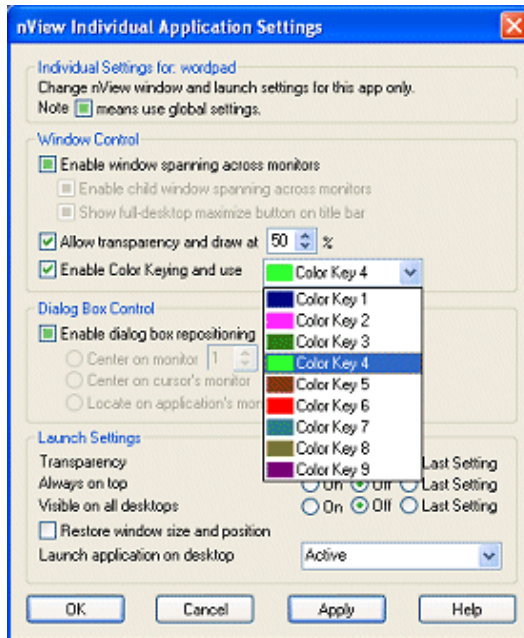 nView Individual Application Settings
Individual Settings for: wordpad
Change nView window and launch settings for this app only.
Note means use global settings.
Window Control
Enable window spanning across monitors
Enable child window spanning across monitors
Show full-desktop maximize button on title bar
Allow transparency and draw at 50 %
Enable Color Keying and use Color Key 4
Color Key 1
Color Key 2
Color Key 3
Color Key 4
Color Key 5
Color Key 6
Color Key 7
Color Key 8
Color Key 9
Dialog Box Control
Enable dialog box repositioning
Center on monitor 1
Center on cursor's monitor
Locate on application's
Launch Settings
Transparency Last Setting
Always on top On Off Last Setting
Visible on all desktops On Off Last Setting
Restore window size and position
Launch application on desktop Active
OK Cancel Apply Help